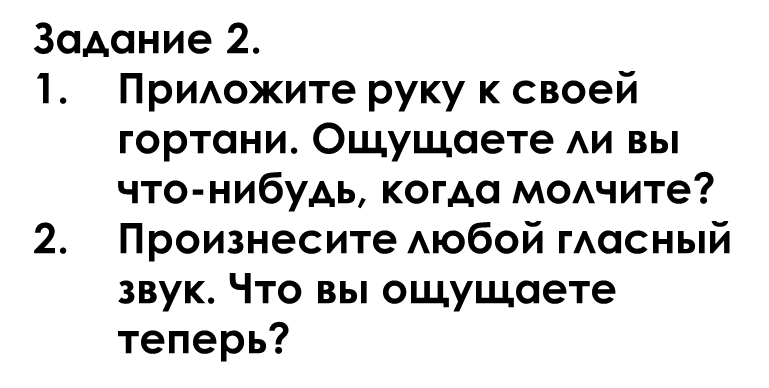 Задание 2.
1. Приложите руку к своей
гортани. Ощущаете ли вы
что-нибудь, когда молчите?
2. Произнесите любой гласный
звук. Что вы ощущаете
теперь?